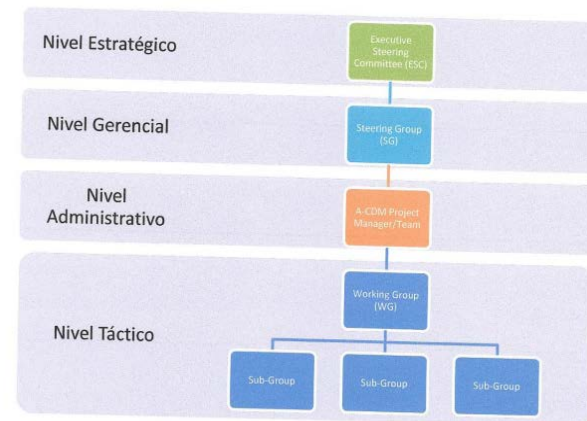 Nivel Estratégico
Executive
Steering
Committee (ESC)
Nivel Gerencial
Steering Group
(SG)
Nivel
Administrativo
A-CDM Project
Manager/Team
Nivel Táctico
Working Group
(WG)
Sub-Group
Sub-Group
Sub-Group